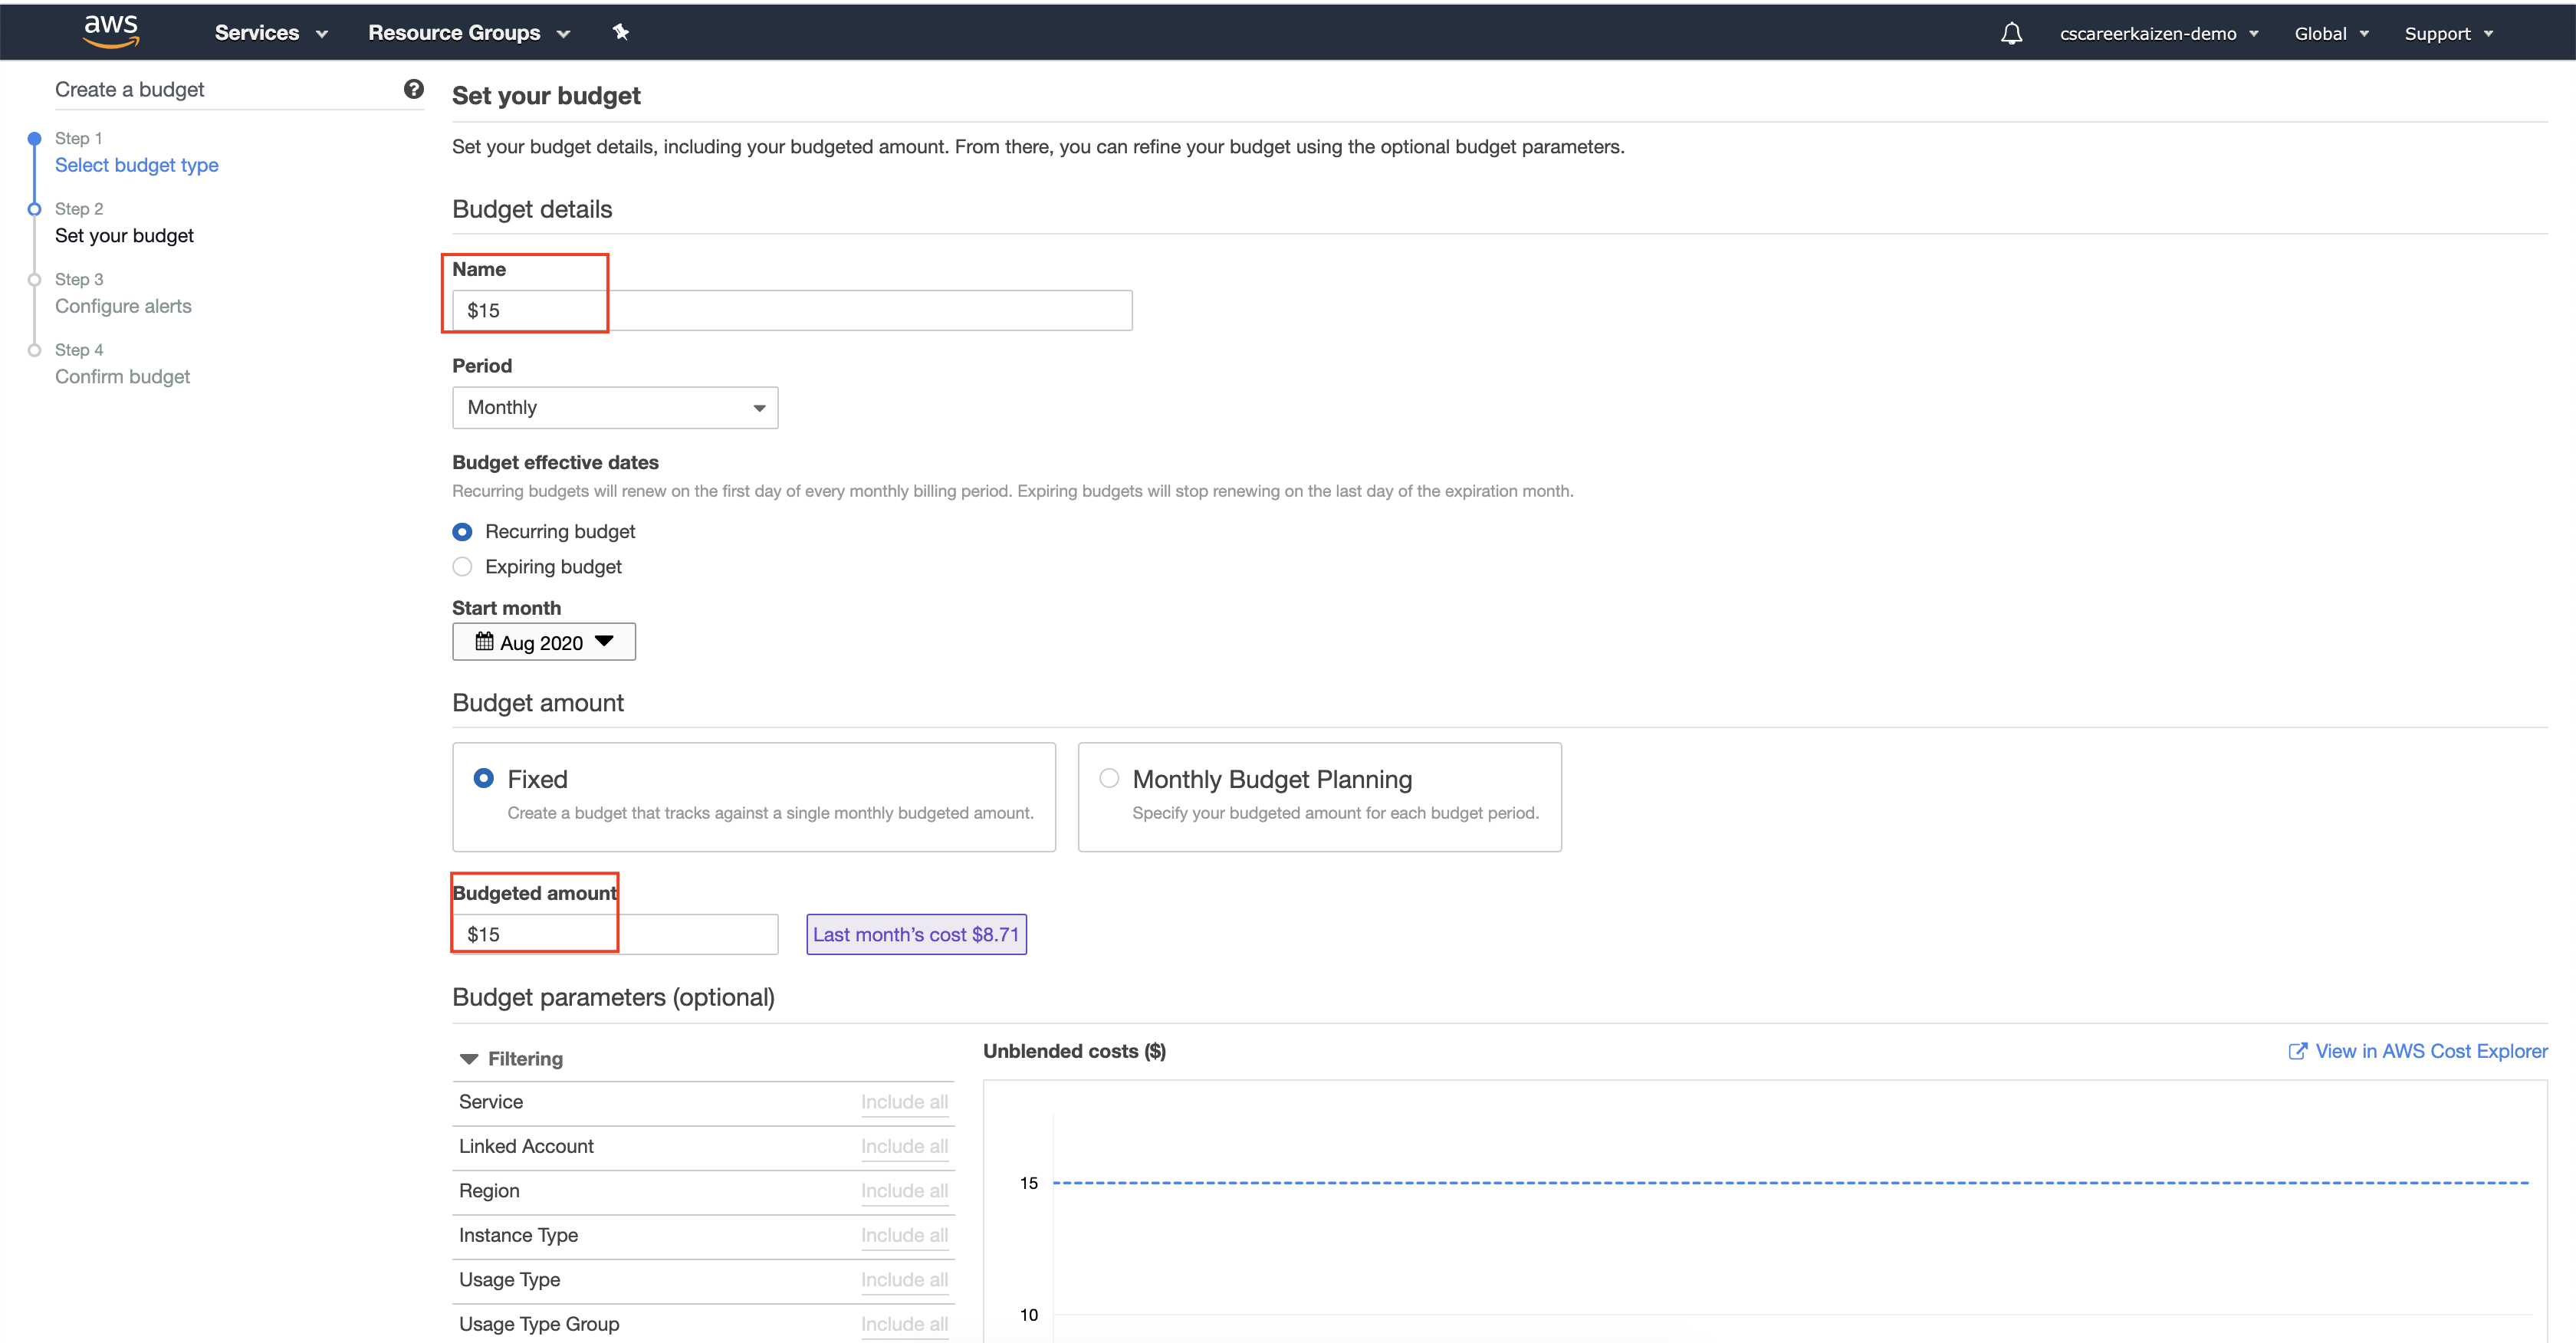 aws Services Resource Groups cscareerkaizen-demo Global Support
Create a budget ?
Step 1
Select budget type
Step 2
Set your budget
Step 3
Configure alerts
Step 4
Confirm budget
Set your budget
Set your budget details, including your budgeted amount. From there, you can refine your budget using the optional budget parameters.
Budget details
Name
$15
Period
Monthly
Budget effective dates
Recurring budgets will renew on the first day of every monthly billing period. Expiring budgets will stop renewing on the last day of the expiration month.
Recurring budget
Expiring budget
Start month
Aug 2020
Budget amount
Fixed
Create a budget that tracks against a single monthly budgeted amount.
Monthly Budget Planning
Specify your budgeted amount for each budget period.
Budgeted amount
$15
Last month’s cost $8.71
Budget parameters (optional)
Filtering
Service Include all
Linked Account Include all
Region Include all
Instance Type Include all
Usage Type Include all
Usage Type Group Include all
Unblended costs ($)
View in AWS Cost Explorer
15
10